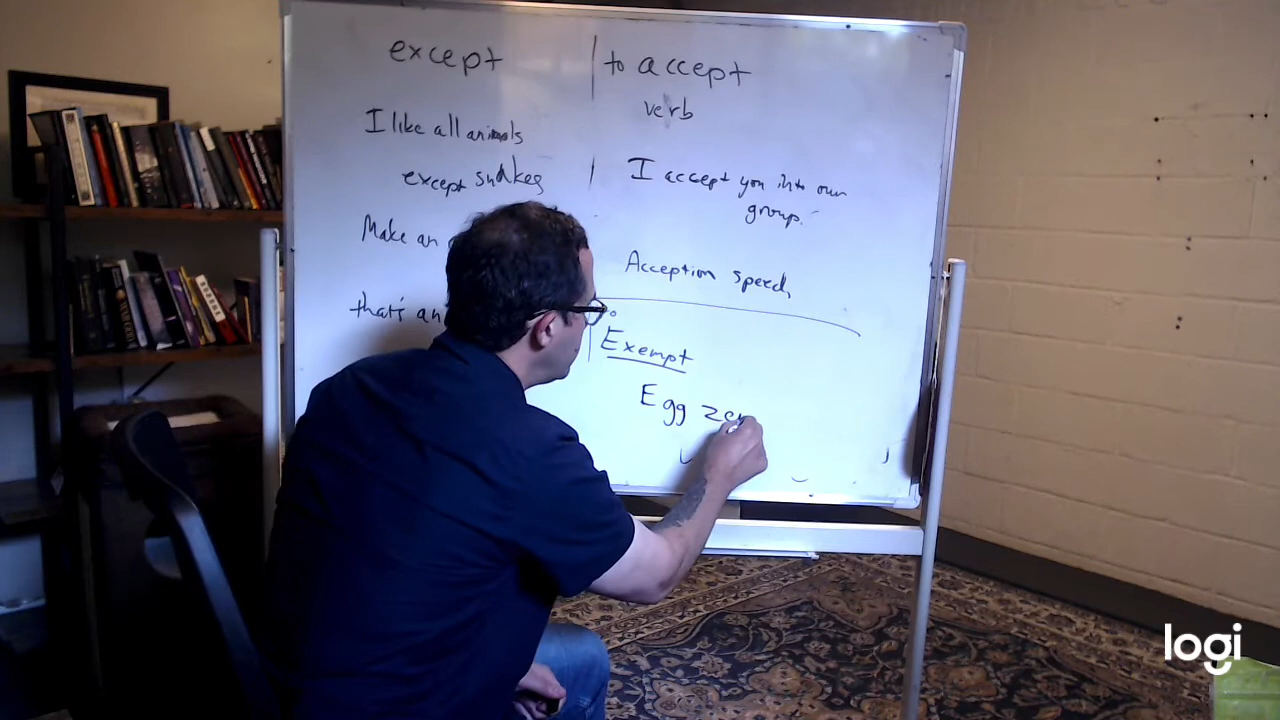 except
to accept
verb
I like all animals
except snakes
I accept you into our
group.
Make an
Acception speech
that's an
Exempt
Egg zem
logi